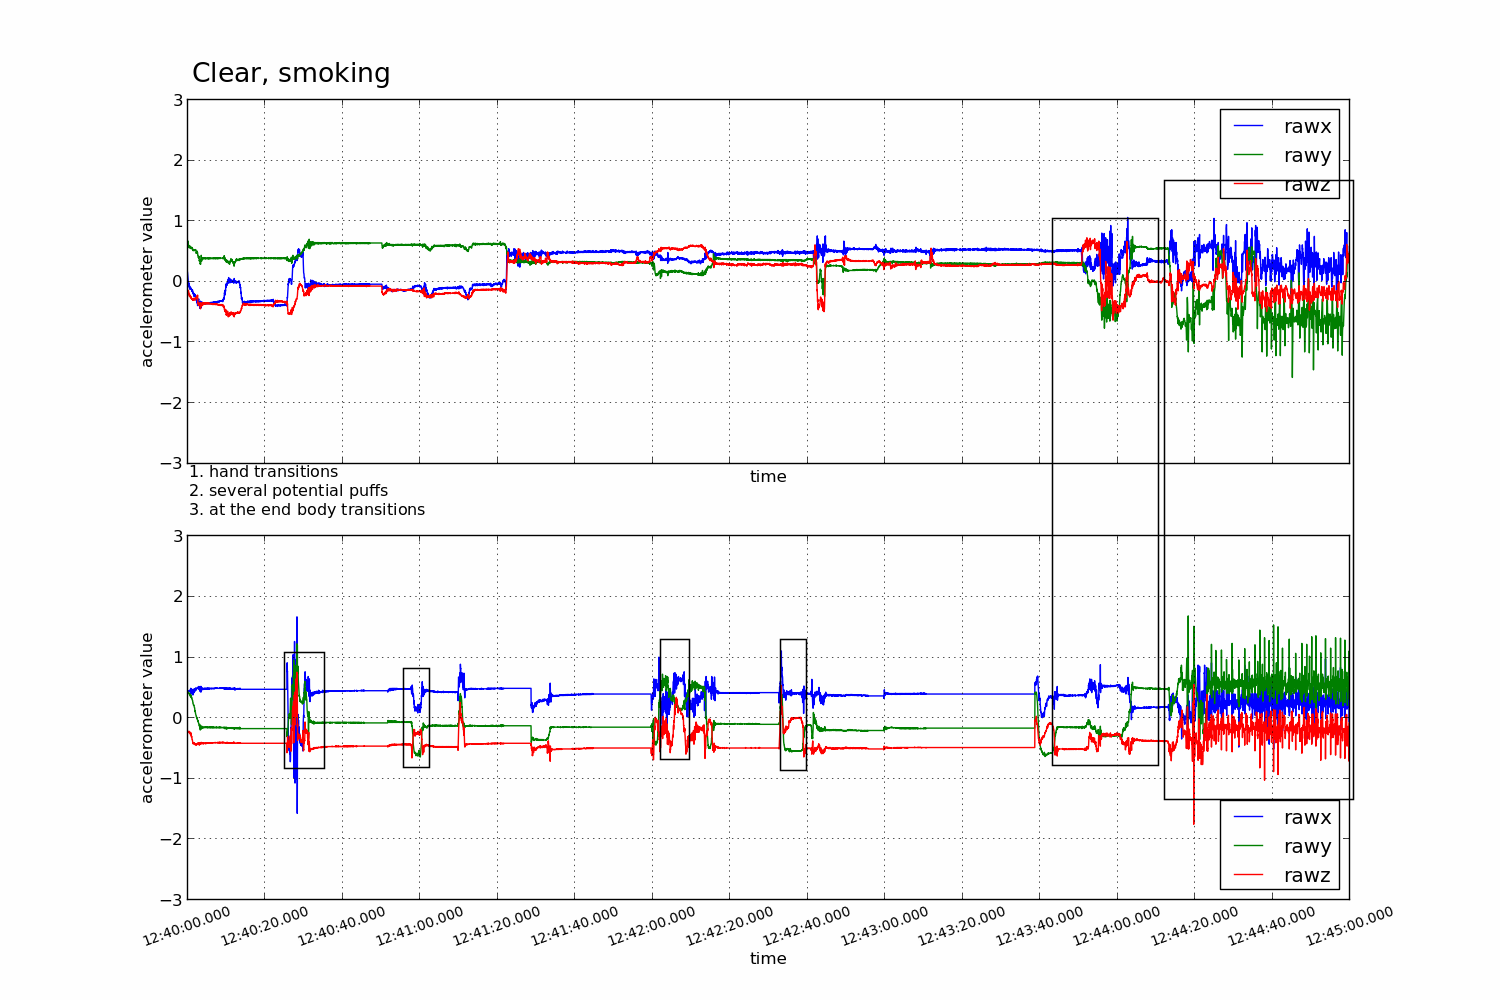 Clear, smoking
3
2
1
0
−1
−2
−3
accelerometer value
rawx
rawy
rawz
time
1. hand transitions
2. several potential puffs
3. at the end body transitions
3
2
1
0
−1
−2
−3
accelerometer value
rawx
rawy
rawz
12:40:00.000
12:40:20.000
12:40:40.000
12:41:00.000
12:41:20.000
12:41:40.000
12:42:00.000
12:42:20.000
12:42:40.000
12:43:00.000
12:43:20.000
12:43:40.000
12:44:00.000
12:44:20.000
12:44:40.000
12:45:00.000
time